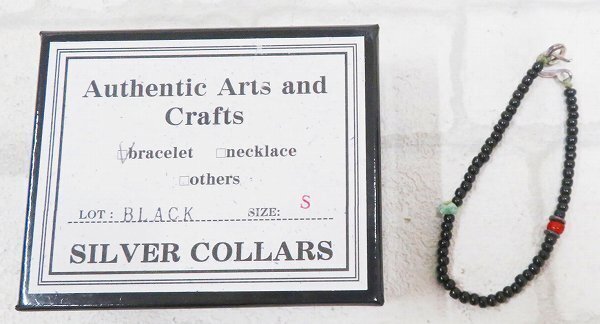 Authentic Arts and
Crafts
☑bracelet ☐necklace
☐others
LOT: BLACK SIZE: S
SILVER COLLARS